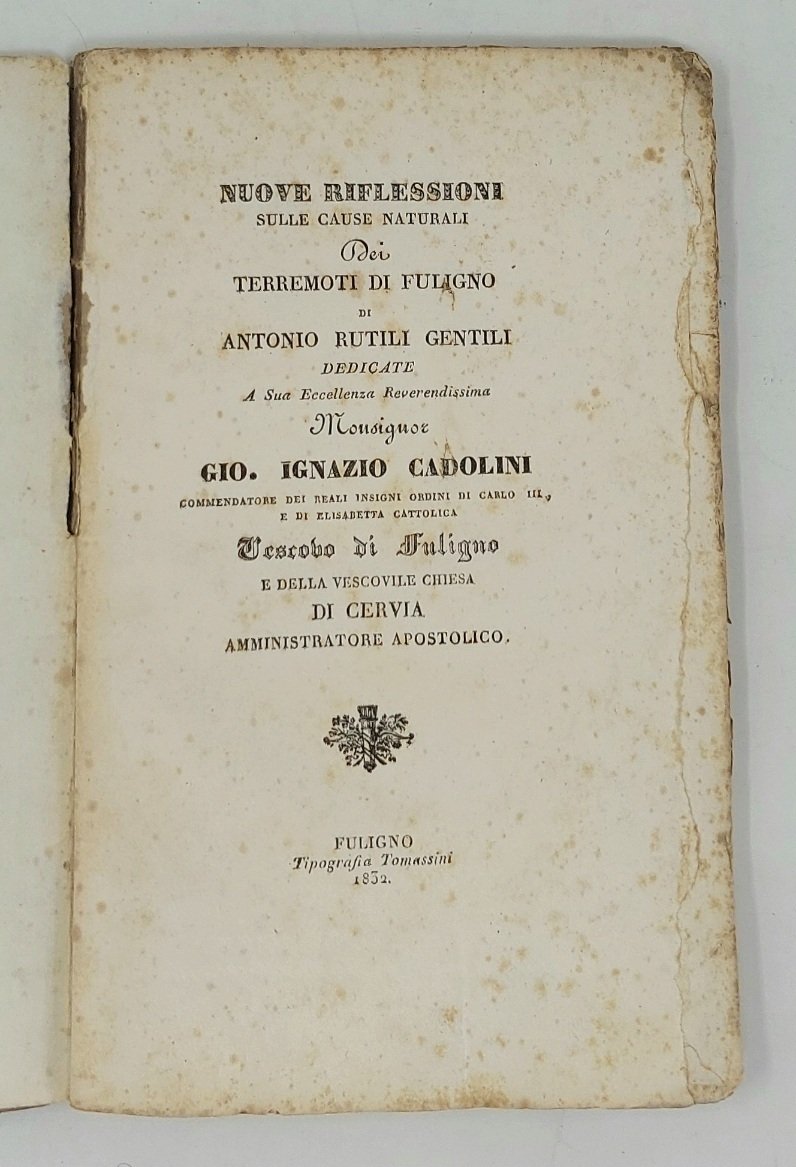 NUOVE RIFLESSIONI
SULLE CAUSE NATURALI
Dei
TERREMOTI DI FULIGNO
DI
ANTONIO RUTILI GENTILI
DEDICATE
A Sua Eccellenza Reverendissima
Monsignor
GIO. IGNAZIO CADOLINI
COMMENDATORE DEI REALI INSIGNI ORDINI DI CARLO III,
E DI ELISABETTA CATTOLICA
Vescovo di Fuligno
E DELLA VESCOVILE CHIESA
DI CERVIA
AMMINISTRATORE APOSTOLICO.
FULIGNO
Tipografia Tomassini
1832.